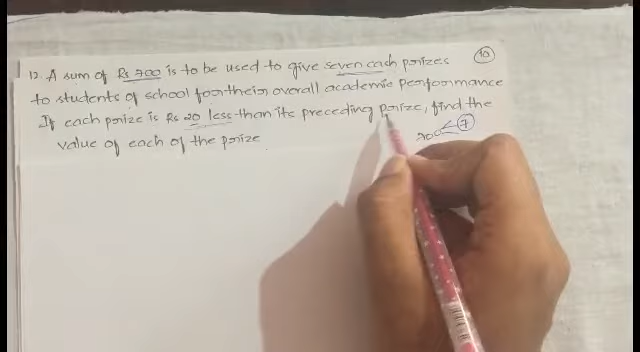 12. A sum of Rs 700 is to be used to give seven cash prizes (10)
to students of school for their overall academic performance
If each prize is Rs 20 less than its preceding prize, find the
value of each of the prize
700 < 7